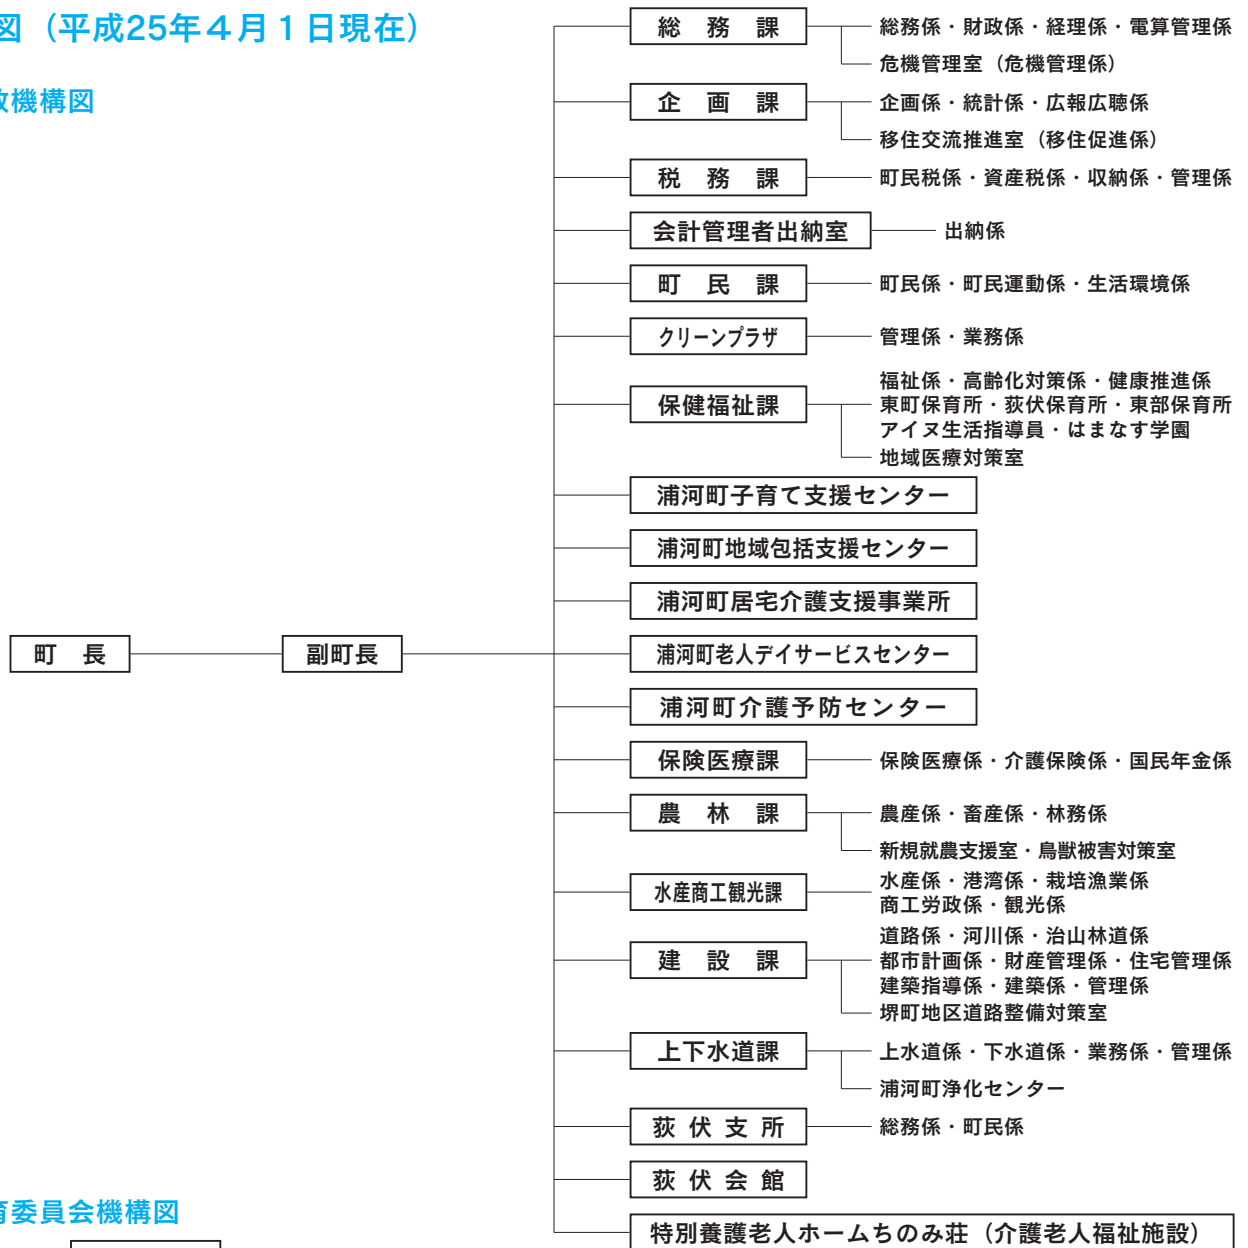 図（平成25年４月１日現在）
政機構図
総務課
総務係・財政係・経理係・電算管理係
危機管理室（危機管理係）
企画課
企画係・統計係・広報広聴係
移住交流推進室（移住促進係）
税務課
町民税係・資産税係・収納係・管理係
会計管理者出納室
出納係
町民課
町民係・町民運動係・生活環境係
クリーンプラザ
管理係・業務係
保健福祉課
福祉係・高齢化対策係・健康推進係
東町保育所・荻伏保育所・東部保育所
アイヌ生活指導員・はまなす学園
地域医療対策室
浦河町子育て支援センター
浦河町地域包括支援センター
浦河町居宅介護支援事業所
町長
副町長
浦河町老人デイサービスセンター
浦河町介護予防センター
保険医療課
保険医療係・介護保険係・国民年金係
農林課
農産係・畜産係・林務係
新規就農支援室・鳥獣被害対策室
水産商工観光課
水産係・港湾係・栽培漁業係
商工労政係・観光係
建設課
道路係・河川係・治山林道係
都市計画係・財産管理係・住宅管理係
建築指導係・建築係・管理係
堺町地区道路整備対策室
上下水道課
上水道係・下水道係・業務係・管理係
浦河町浄化センター
荻伏支所
総務係・町民係
荻伏会館
育委員会機構図
特別養護老人ホームちのみ荘（介護老人福祉施設）